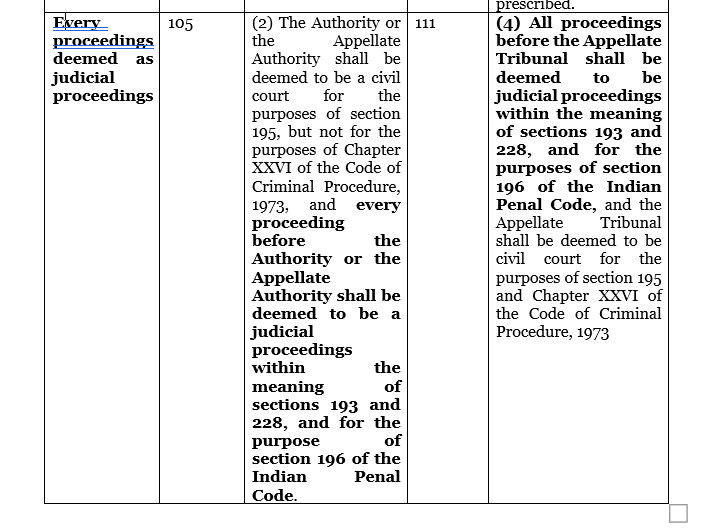 prescribed.
Every
proceedings
deemed as
judicial
proceedings
105
(2) The Authority or
the Appellate
Authority shall be
deemed to be a civil
court for the
purposes of section
195, but not for the
purposes of Chapter
XXVI of the Code of
Criminal Procedure,
1973, and every
proceeding
before the
Authority or the
Appellate
Authority shall be
deemed to be a
judicial
proceedings
within the
meaning of
sections 193 and
228, and for the
purpose of
section 196 of the
Indian Penal
Code.
111
(4) All proceedings
before the Appellate
Tribunal shall be
deemed to be
judicial proceedings
within the meaning
of sections 193 and
228, and for the
purposes of section
196 of the Indian
Penal Code, and the
Appellate Tribunal
shall be deemed to be
civil court for the
purposes of section 195
and Chapter XXVI of
the Code of Criminal
Procedure, 1973